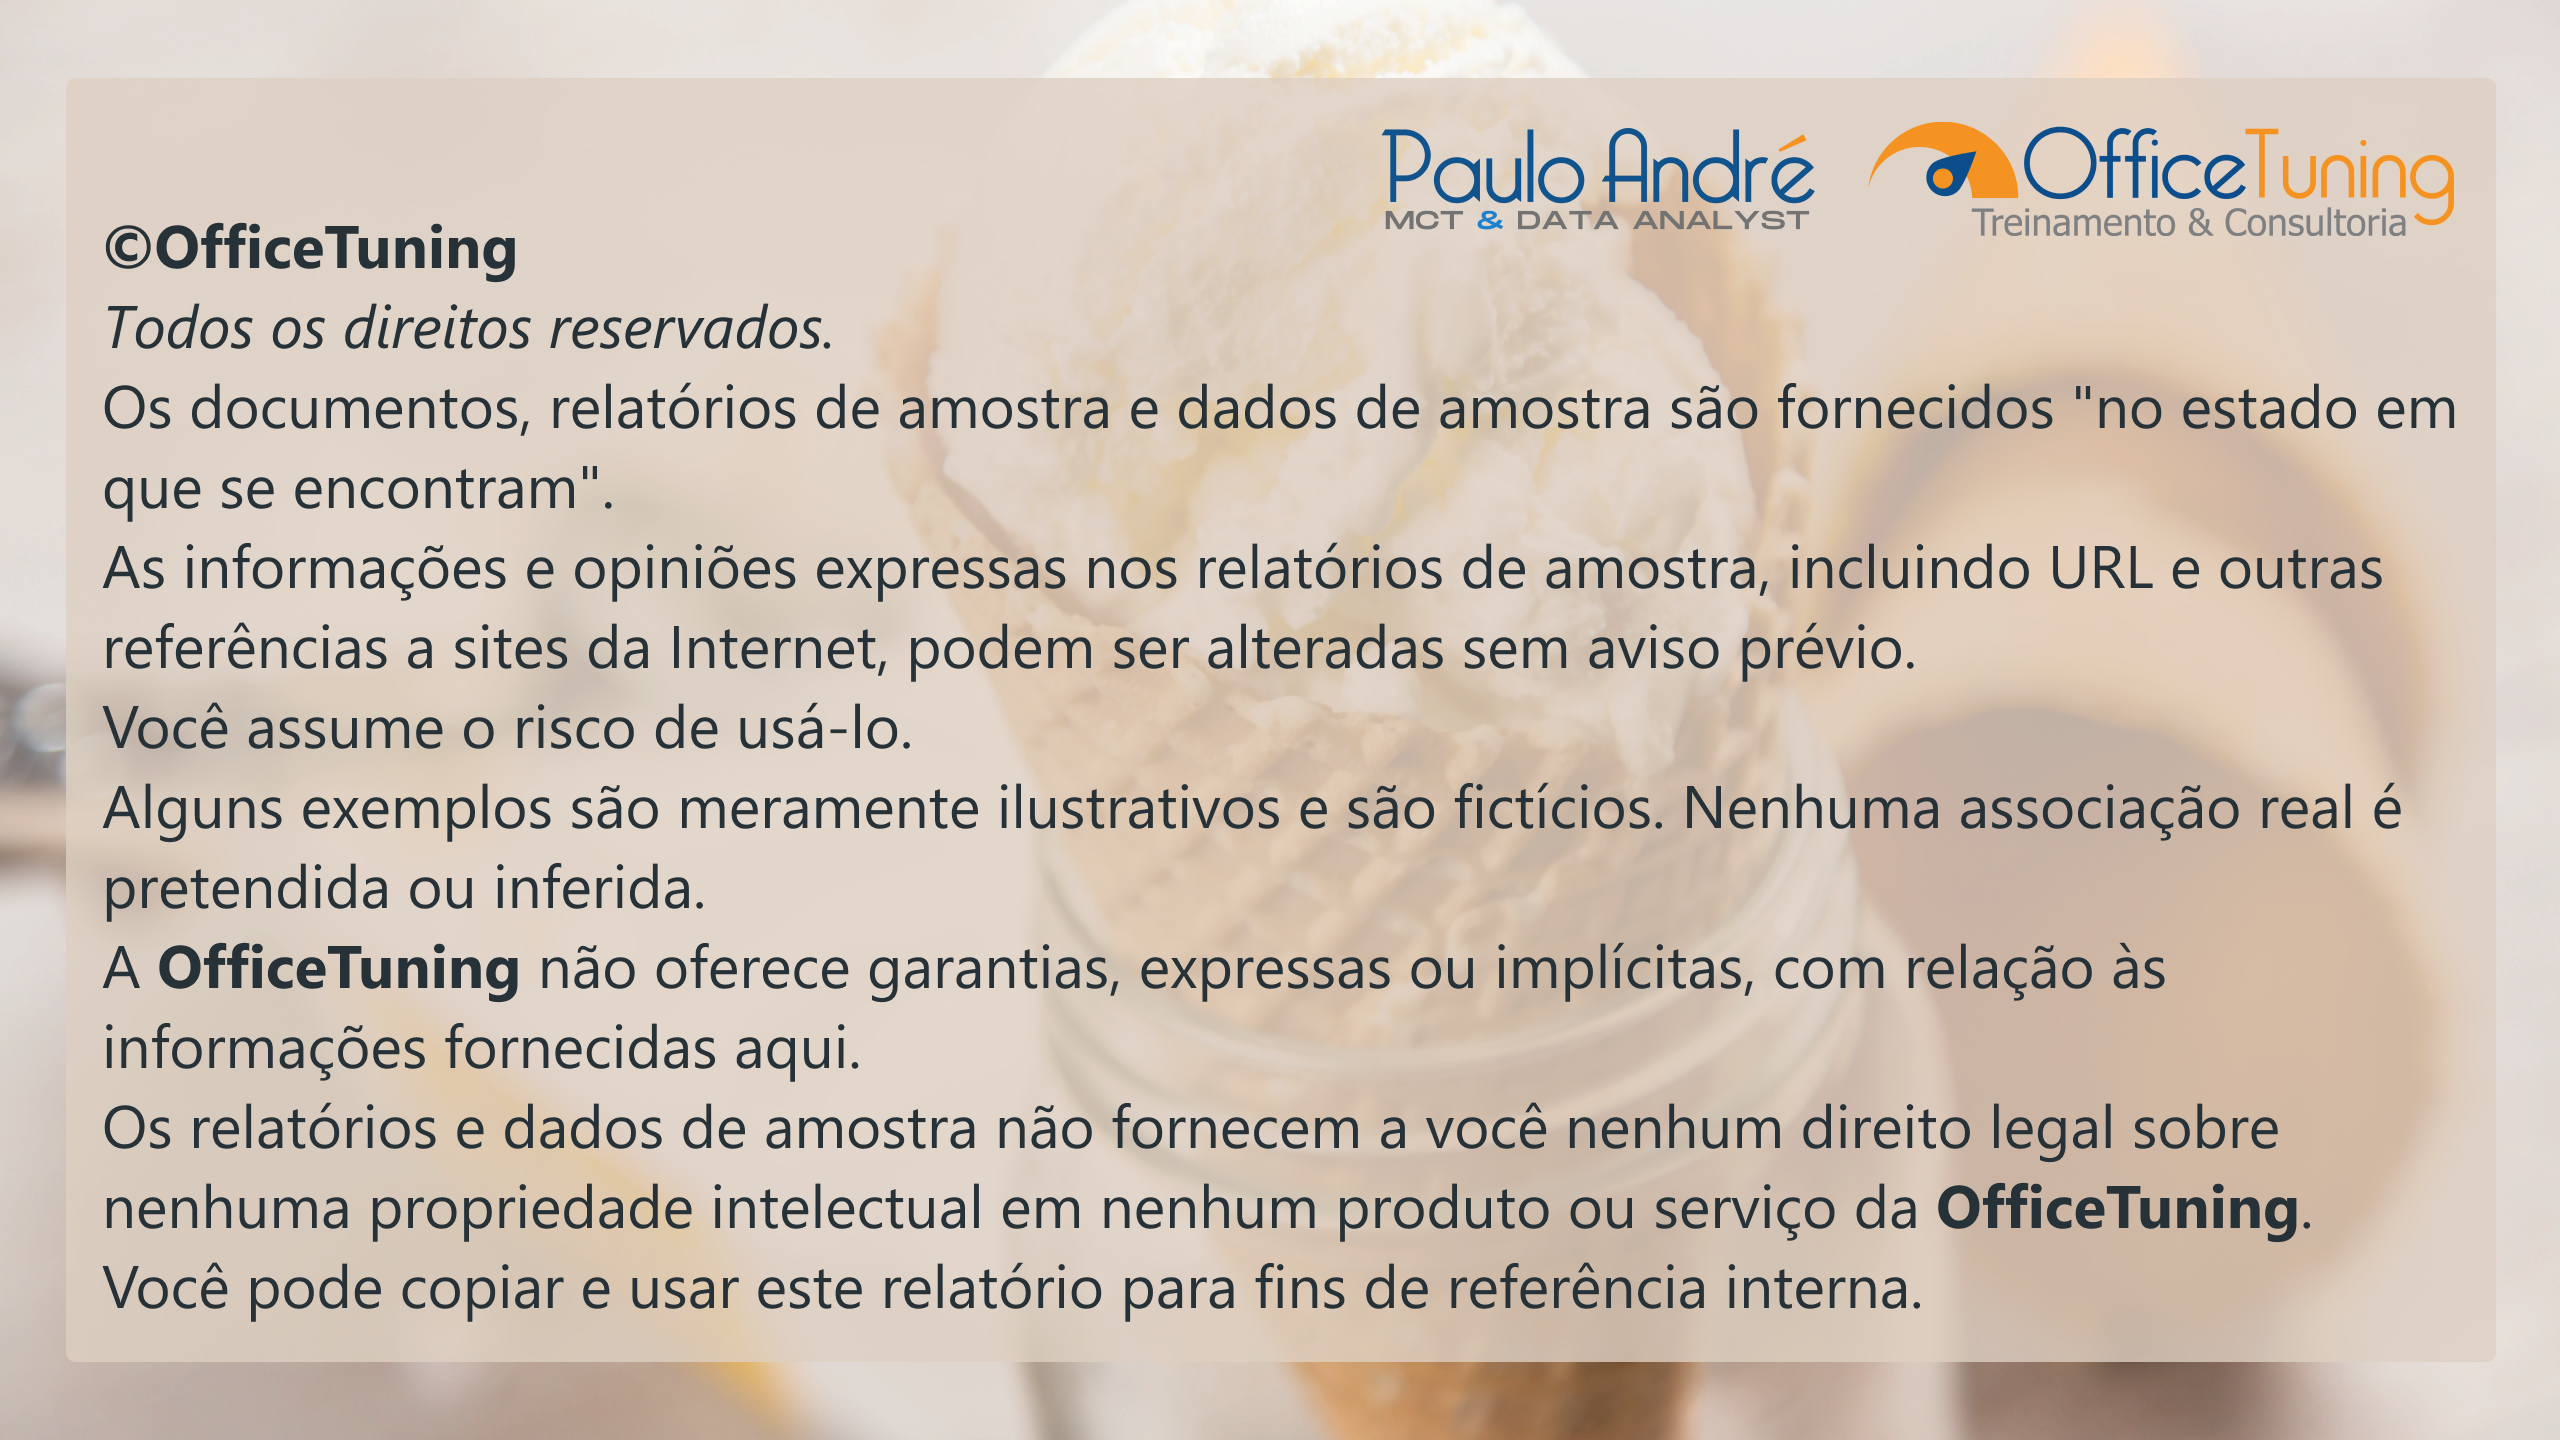 Paulo André
MCT & DATA ANALYST
OfficeTuning
Treinamento & Consultoria
©OfficeTuning
Todos os direitos reservados.
Os documentos, relatórios de amostra e dados de amostra são fornecidos "no estado em
que se encontram".
As informações e opiniões expressas nos relatórios de amostra, incluindo URL e outras
referências a sites da Internet, podem ser alteradas sem aviso prévio.
Você assume o risco de usá-lo.
Alguns exemplos são meramente ilustrativos e são fictícios. Nenhuma associação real é
pretendida ou inferida.
A OfficeTuning não oferece garantias, expressas ou implícitas, com relação às
informações fornecidas aqui.
Os relatórios e dados de amostra não fornecem a você nenhum direito legal sobre
nenhuma propriedade intelectual em nenhum produto ou serviço da OfficeTuning.
Você pode copiar e usar este relatório para fins de referência interna.